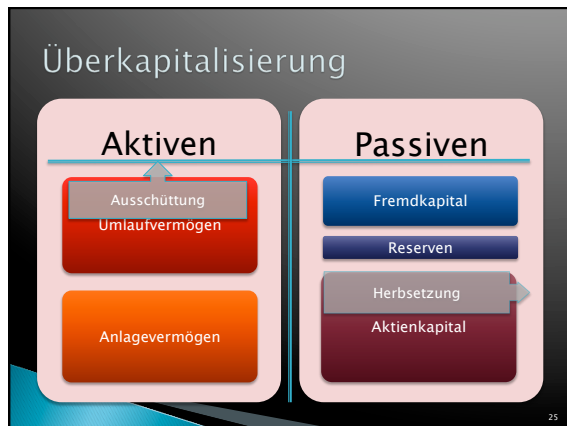 Überkapitalisierung
Aktiven
Ausschüttung
Umlaufvermögen
Anlagevermögen
Passiven
Fremdkapital
Reserven
Herbsetzung
Aktienkapital
25